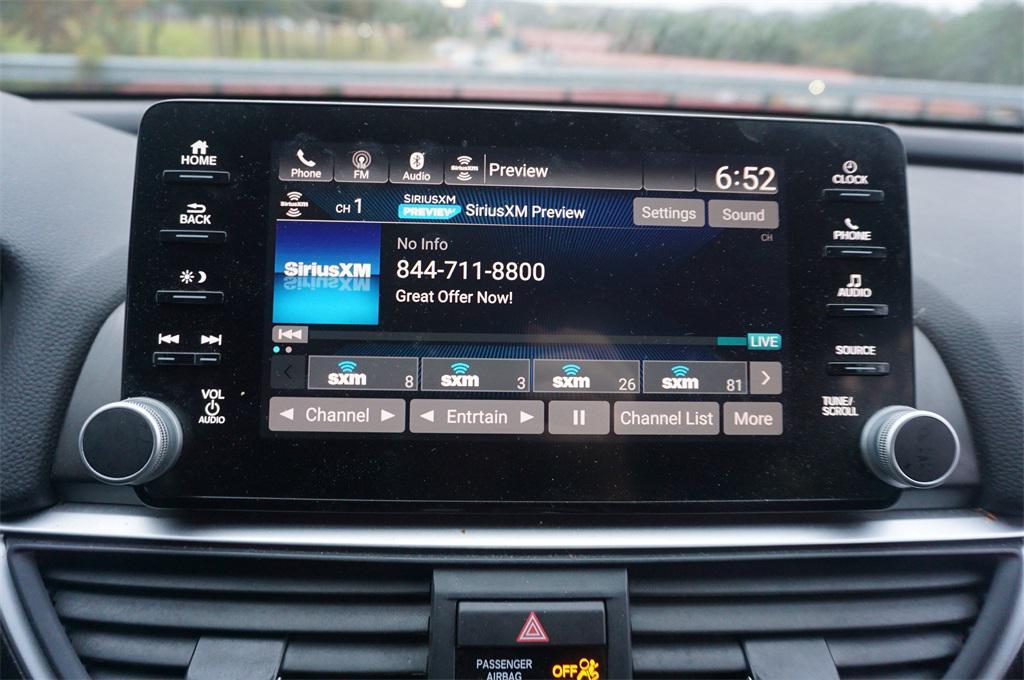 HOME
BACK
VOL
AUDIO
Phone
FM
Audio
SiriusXM
Preview
6:52
SiriusXM
CH 1
SIRIUSXM
PREVIEW
SiriusXM Preview
Settings
Sound
CH
SiriusXM
No Info
844-711-8800
Great Offer Now!
LIVE
sxm 8
sxm 3
sxm 26
sxm 81
Channel
Entrtain
Channel List
More
CLOCK
PHONE
AUDIO
SOURCE
TUNE/
SCROLL
PASSENGER
AIRBAG
OFF